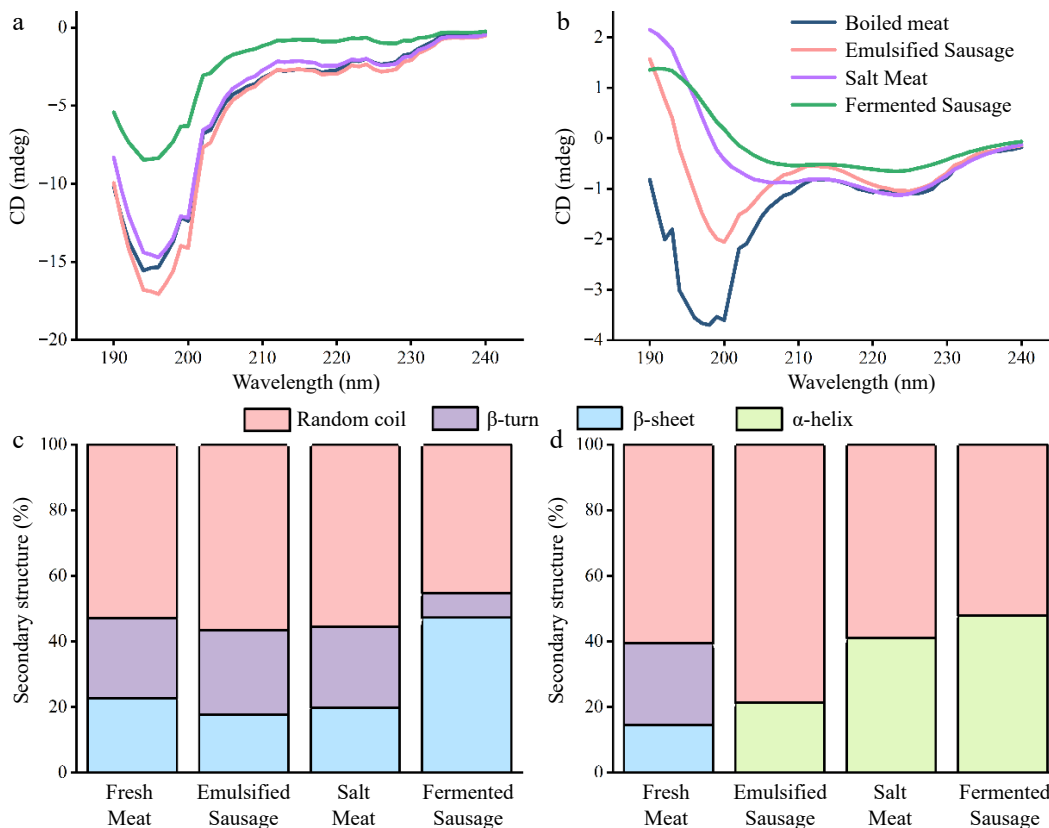 a
0
−5
−10
−15
−20
CD (mdeg)
190 200 210 220 230 240
Wavelength (nm)
b
2
1
0
−1
−2
−3
−4
CD (mdeg)
190 200 210 220 230 240
Wavelength (nm)
Boiled meat
Emulsified Sausage
Salt Meat
Fermented Sausage
Random coil β-turn β-sheet α-helix
c
100
80
60
40
20
0
Secondary structure (%)
Fresh Meat
Emulsified Sausage
Salt Meat
Fermented Sausage
d
100
80
60
40
20
0
Secondary structure (%)
Fresh Meat
Emulsified Sausage
Salt Meat
Fermented Sausage